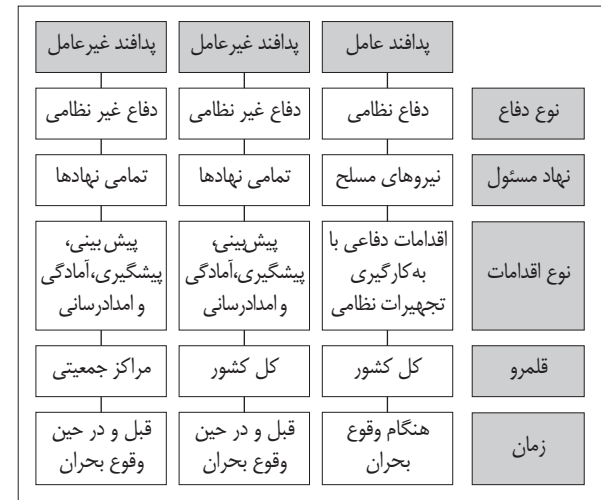 پدافند عامل
پدافند غیرعامل
پدافند غیرعامل
نوع دفاع
دفاع نظامی
دفاع غیر نظامی
دفاع غیر نظامی
نهاد مسئول
نیروهای مسلح
تمامی نهادها
تمامی نهادها
نوع اقدامات
اقدامات دفاعی با
به‌کارگیری
تجهیزات نظامی
پیش‌بینی،
پیشگیری،آمادگی
و امدادرسانی
پیش‌بینی،
پیشگیری،آمادگی
و امدادرسانی
قلمرو
کل کشور
کل کشور
مراکز جمعیتی
زمان
هنگام وقوع
بحران
قبل و در حین
وقوع بحران
قبل و در حین
وقوع بحران